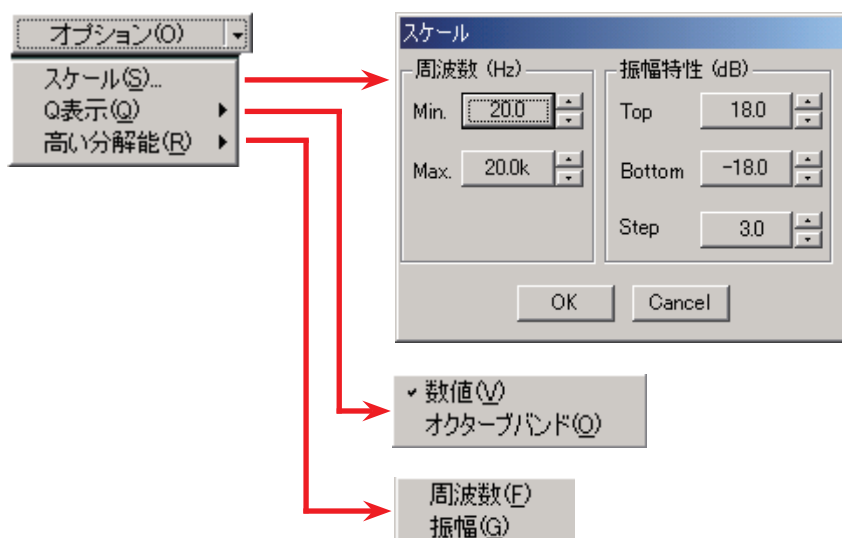 オプション(O)
スケール(S)...
Q表示(Q)
高い分解能(R)
スケール
周波数 (Hz)
Min. 20.0
Max. 20.0k
振幅特性 (dB)
Top 18.0
Bottom -18.0
Step 3.0
OK Cancel
数値(V)
オクターブバンド(O)
周波数(F)
振幅(G)